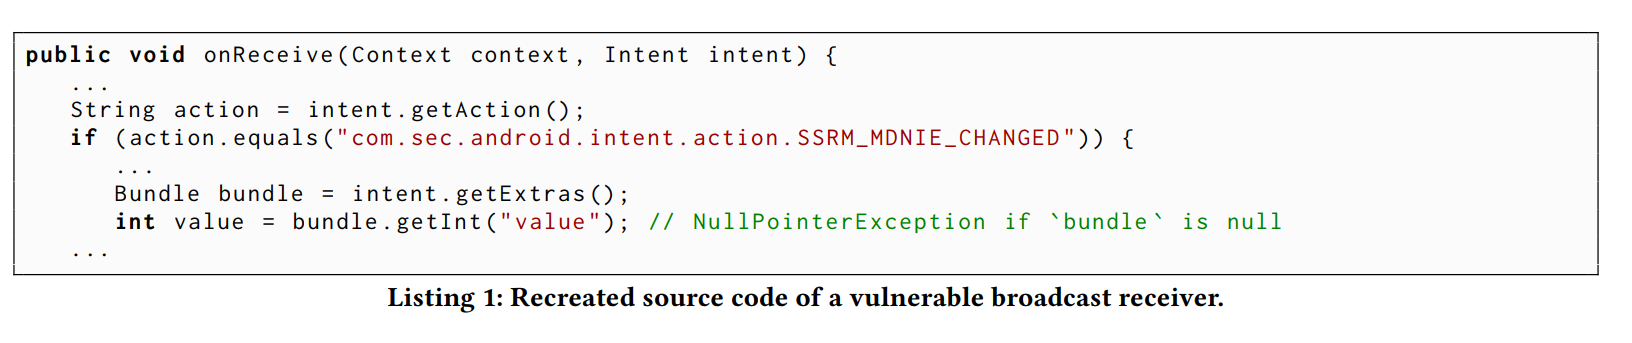 public void onReceive(Context context, Intent intent) {
...
String action = intent.getAction();
if (action.equals("com.sec.android.intent.action.SSRM_MDNIE_CHANGED")) {
...
Bundle bundle = intent.getExtras();
int value = bundle.getInt("value"); // NullPointerException if `bundle` is null
...
Listing 1: Recreated source code of a vulnerable broadcast receiver.